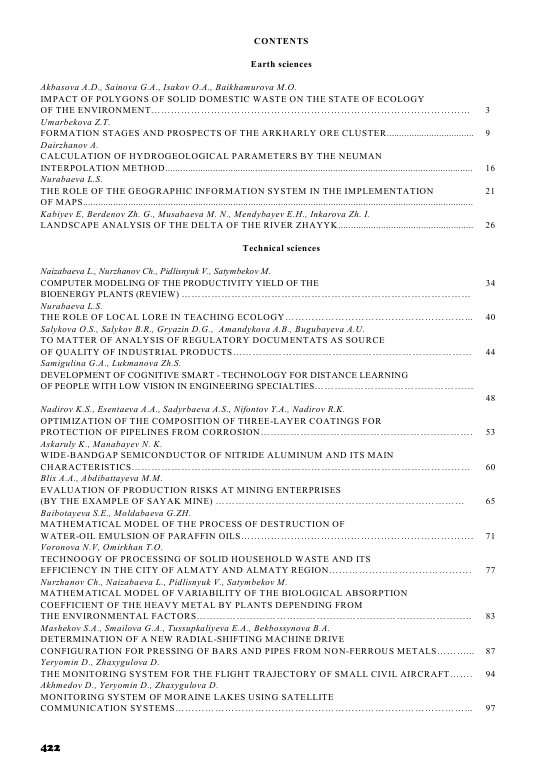 CONTENTS
Earth sciences
Akbasova A.D., Sainova G.A., Isakov O.A., Baikhamurova M.O.
IMPACT OF POLYGONS OF SOLID DOMESTIC WASTE ON THE STATE OF ECOLOGY
OF THE ENVIRONMENT…………………………………………………………………………… 3
Umarbekova Z.T.
FORMATION STAGES AND PROSPECTS OF THE ARKHARLY ORE CLUSTER................................ 9
Dairzhanov A.
CALCULATION OF HYDROGEOLOGICAL PARAMETERS BY THE NEUMAN
INTERPOLATION METHOD............................................................................................................. 16
Nurabaeva L.S.
THE ROLE OF THE GEOGRAPHIC INFORMATION SYSTEM IN THE IMPLEMENTATION 21
OF MAPS...........................................................................................................................................
Kabiyev E, Berdenov Zh. G., Musabaeva M. N., Mendybayev E.H., Inkarova Zh. I.
LANDSCAPE ANALYSIS OF THE DELTA OF THE RIVER ZHAYYK................................................ 26
Technical sciences
Naizabaeva L., Nurzhanov Ch., Pidlisnyuk V., Satymbekov M.
COMPUTER MODELING OF THE PRODUCTIVITY YIELD OF THE 34
BIOENERGY PLANTS (REVIEW) ……………………………………………………………………
Nurabaeva L.S.
THE ROLE OF LOCAL LORE IN TEACHING ECOLOGY…………………………………………... 40
Salykova O.S., Salykov B.R., Gryazin D.G., Amandykova A.B., Bugubayeva A.U.
TO MATTER OF ANALYSIS OF REGULATORY DOCUMENTATS AS SOURCE
OF QUALITY OF INDUSTRIAL PRODUCTS………………………………………………………… 44
Samigulina G.A., Lukmanova Zh.S.
DEVELOPMENT OF COGNITIVE SMART - TECHNOLOGY FOR DISTANCE LEARNING
OF PEOPLE WITH LOW VISION IN ENGINEERING SPECIALTIES………………………………
48
Nadirov K.S., Esentaeva A.A., Sadyrbaeva A.S., Nifontov Y.A., Nadirov R.K.
OPTIMIZATION OF THE COMPOSITION OF THREE-LAYER COATINGS FOR
PROTECTION OF PIPELINES FROM CORROSION………………………………………………… 53
Askaruly K., Manabayev N. K.
WIDE-BANDGAP SEMICONDUCTOR OF NITRIDE ALUMINUM AND ITS MAIN
CHARACTERISTICS…………………………………………………………………………………… 60
Blix A.A., Abdibattayeva M.M.
EVALUATION OF PRODUCTION RISKS AT MINING ENTERPRISES
(BY THE EXAMPLE OF SAYAK MINE) …………………………………………………………… 65
Baibotayeva S.E., Moldabaeva G.ZH.
MATHEMATICAL MODEL OF THE PROCESS OF DESTRUCTION OF
WATER-OIL EMULSION OF PARAFFIN OILS……………………………………………………… 71
Voronova N.V, Omirkhan T.O.
TECHNOOGY OF PROCESSING OF SOLID HOUSEHOLD WASTE AND ITS
EFFICIENCY IN THE CITY OF ALMATY AND ALMATY REGION……………………………… 77
Nurzhanov Ch., Naizabaeva L., Pidlisnyuk V., Satymbekov M.
MATHEMATICAL MODEL OF VARIABILITY OF THE BIOLOGICAL ABSORPTION
COEFFICIENT OF THE HEAVY METAL BY PLANTS DEPENDING FROM
THE ENVIRONMENTAL FACTORS………………………………………………………………… 83
Mashekov S.A., Smailova G.A., Tussupkaliyeva E.A., Bekbossynova B.A.
DETERMINATION OF A NEW RADIAL-SHIFTING MACHINE DRIVE
CONFIGURATION FOR PRESSING OF BARS AND PIPES FROM NON-FERROUS METALS……….. 87
Yeryomin D., Zhaxygulova D.
THE MONITORING SYSTEM FOR THE FLIGHT TRAJECTORY OF SMALL CIVIL AIRCRAFT……. 94
Akhmedov D., Yeryomin D., Zhaxygulova D.
MONITORING SYSTEM OF MORAINE LAKES USING SATELLITE
COMMUNICATION SYSTEMS……………………………………………………………………... 97
422